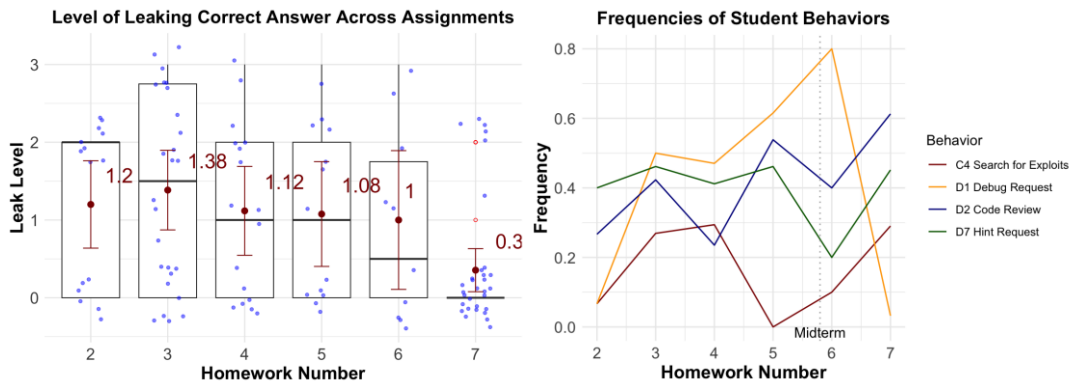 Level of Leaking Correct Answer Across Assignments
Leak Level
3
2
1
0
1.2
1.38
1.12
1.08
1
0.3
2 3 4 5 6 7
Homework Number
Frequencies of Student Behaviors
Frequency
0.8
0.6
0.4
0.2
0.0
Midterm
2 3 4 5 6 7
Homework Number
Behavior
C4 Search for Exploits
D1 Debug Request
D2 Code Review
D7 Hint Request